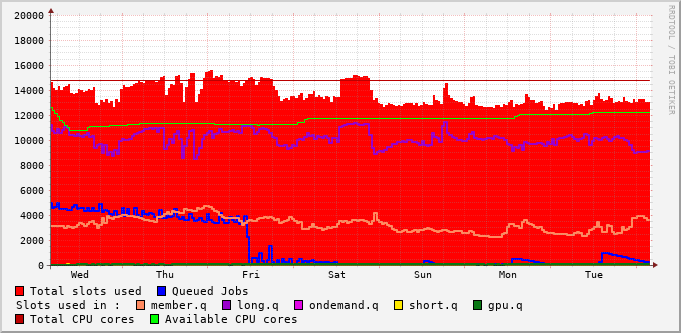 20000
18000
16000
14000
12000
10000
8000
6000
4000
2000
0
Wed Thu Fri Sat Sun Mon Tue
RRDTOOL / TOBI OETIKER
Total slots used Queued Jobs
Slots used in : member.q long.q ondemand.q short.q gpu.q
Total CPU cores Available CPU cores